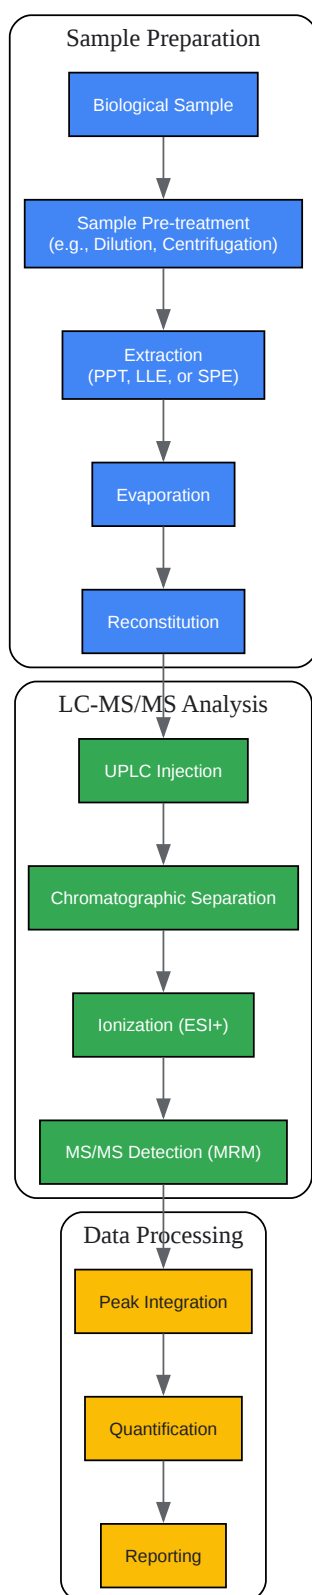 Sample Preparation
Biological Sample
Sample Pre-treatment
(e.g., Dilution, Centrifugation)
Extraction
(PPT, LLE, or SPE)
Evaporation
Reconstitution
LC-MS/MS Analysis
UPLC Injection
Chromatographic Separation
Ionization (ESI+)
MS/MS Detection (MRM)
Data Processing
Peak Integration
Quantification
Reporting